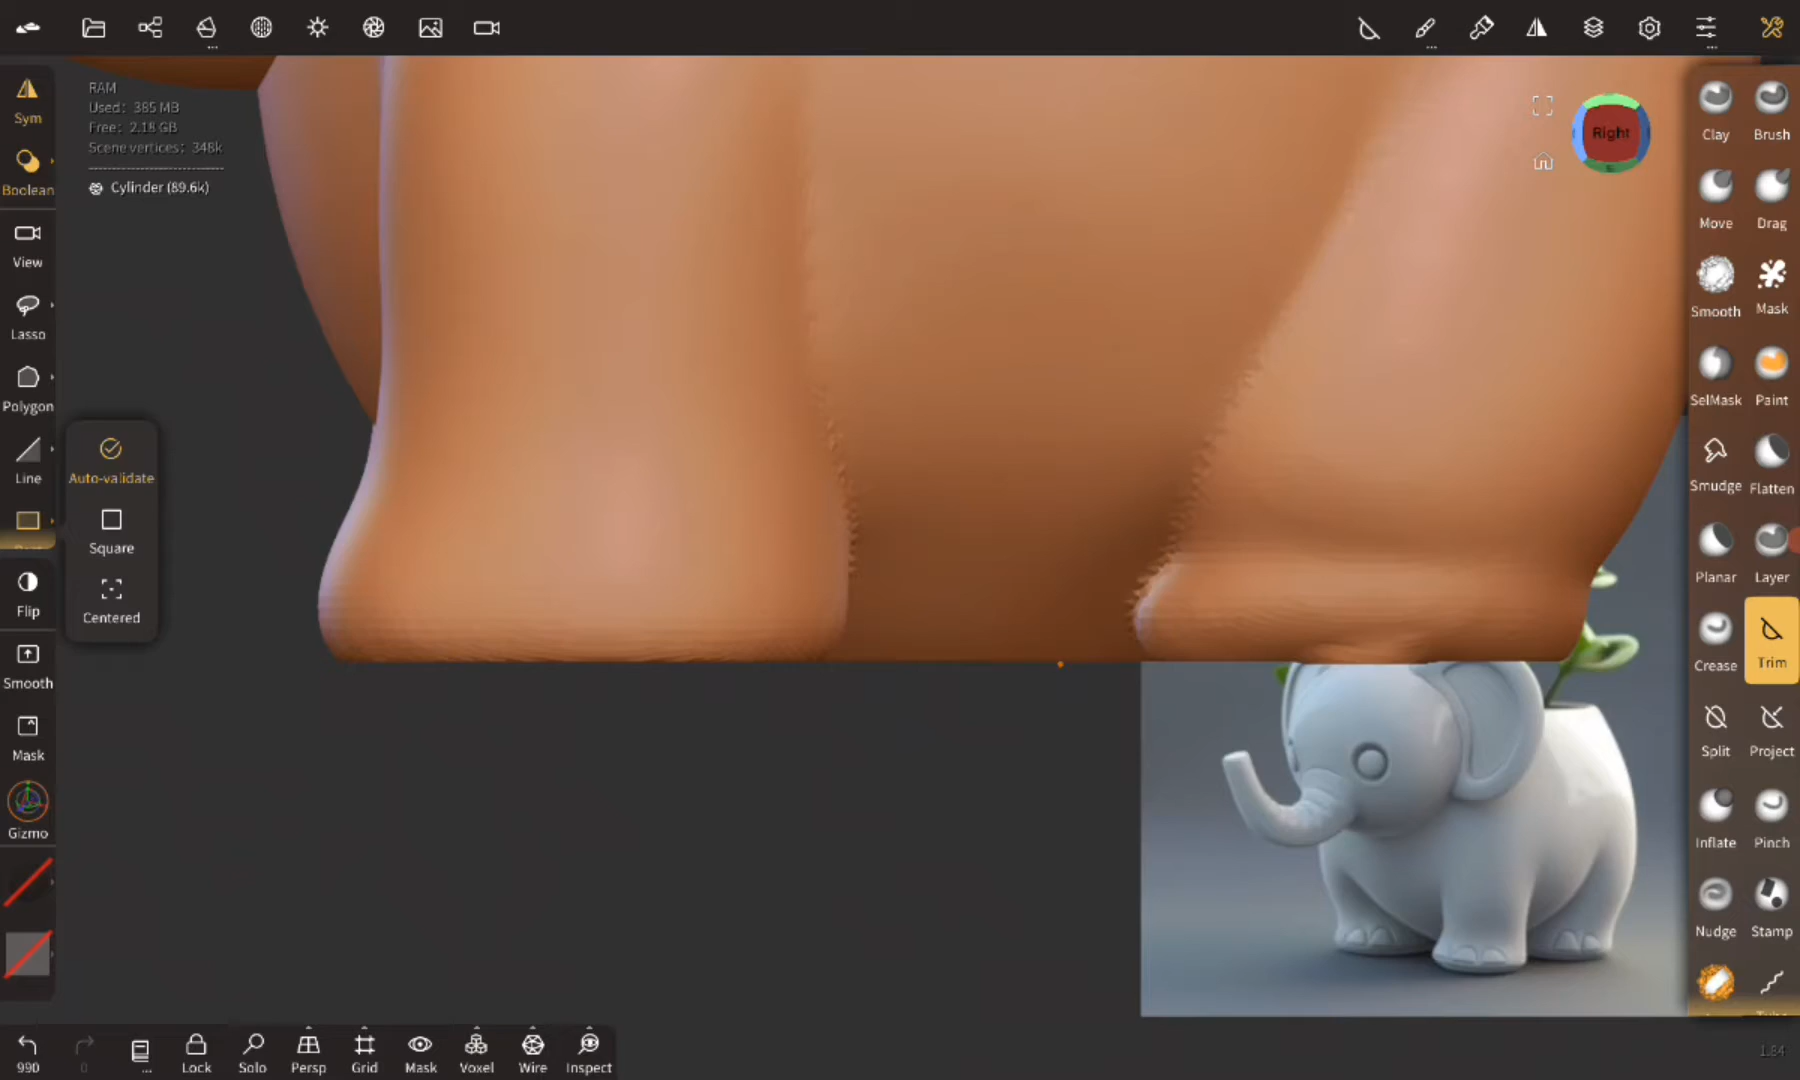 RAM
Used: 385 MB
Free: 2.18 GB
Scene vertices: 348k
Cylinder (89.6k)
Right
Sym
Boolean
View
Lasso
Polygon
Line
Flip
Smooth
Mask
Gizmo
Auto-validate
Square
Centered
Clay
Brush
Move
Drag
Smooth
Mask
SelMask
Paint
Smudge
Flatten
Planar
Layer
Crease
Trim
Split
Project
Inflate
Pinch
Nudge
Stamp
990
0
...
Lock
Solo
Persp
Grid
Mask
Voxel
Wire
Inspect
1.84